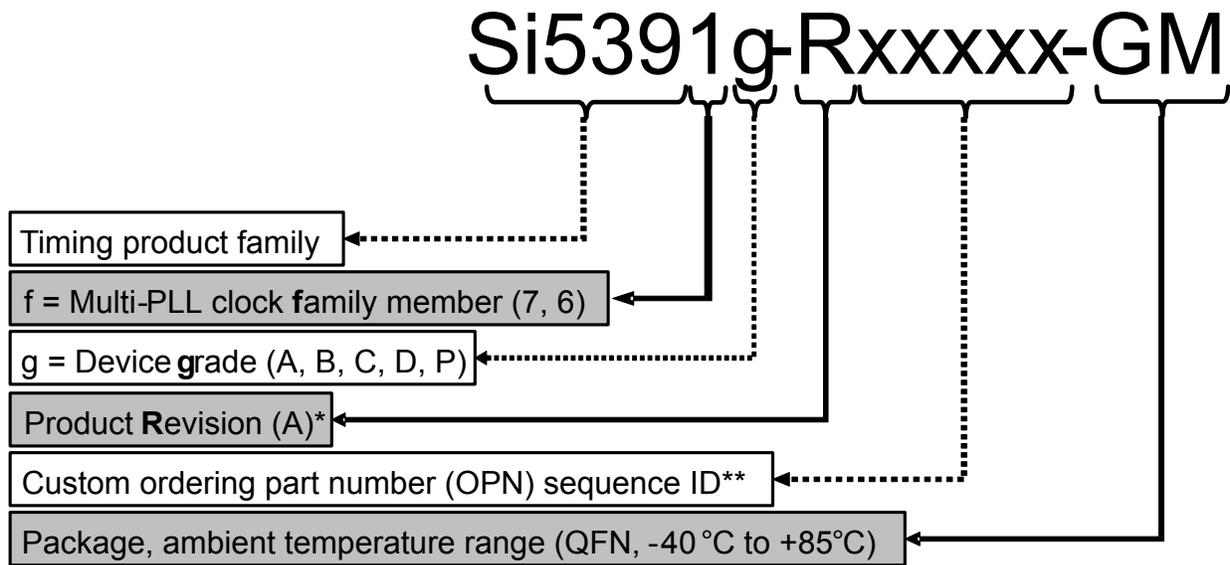 Si5391g-Rxxxxx-GM
Timing product family
f = Multi-PLL clock family member (7, 6)
g = Device grade (A, B, C, D, P)
Product Revision (A)*
Custom ordering part number (OPN) sequence ID**
Package, ambient temperature range (QFN, -40 °C to +85°C)